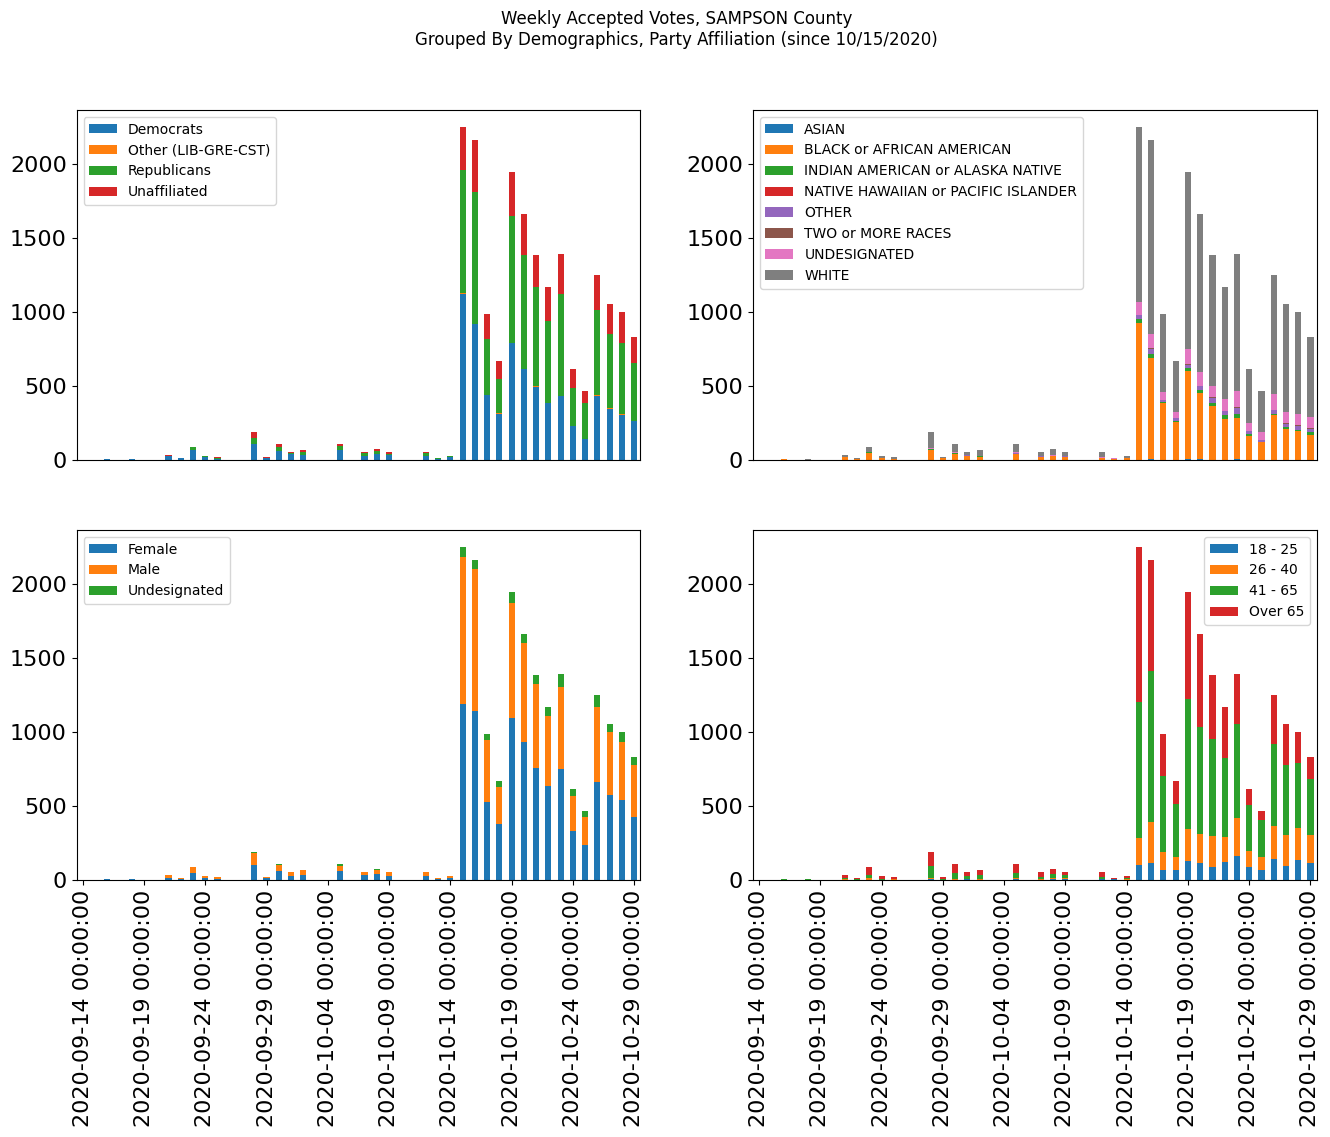 Weekly Accepted Votes, SAMPSON County
Grouped By Demographics, Party Affiliation (since 10/15/2020)
Democrats
Other (LIB-GRE-CST)
Republicans
Unaffiliated
2000
1500
1000
500
0
ASIAN
BLACK or AFRICAN AMERICAN
INDIAN AMERICAN or ALASKA NATIVE
NATIVE HAWAIIAN or PACIFIC ISLANDER
OTHER
TWO or MORE RACES
UNDESIGNATED
WHITE
2000
1500
1000
500
0
Female
Male
Undesignated
2000
1500
1000
500
0
2020-09-14 00:00:00
2020-09-19 00:00:00
2020-09-24 00:00:00
2020-09-29 00:00:00
2020-10-04 00:00:00
2020-10-09 00:00:00
2020-10-14 00:00:00
2020-10-19 00:00:00
2020-10-24 00:00:00
2020-10-29 00:00:00
18 - 25
26 - 40
41 - 65
Over 65
2000
1500
1000
500
0
2020-09-14 00:00:00
2020-09-19 00:00:00
2020-09-24 00:00:00
2020-09-29 00:00:00
2020-10-04 00:00:00
2020-10-09 00:00:00
2020-10-14 00:00:00
2020-10-19 00:00:00
2020-10-24 00:00:00
2020-10-29 00:00:00